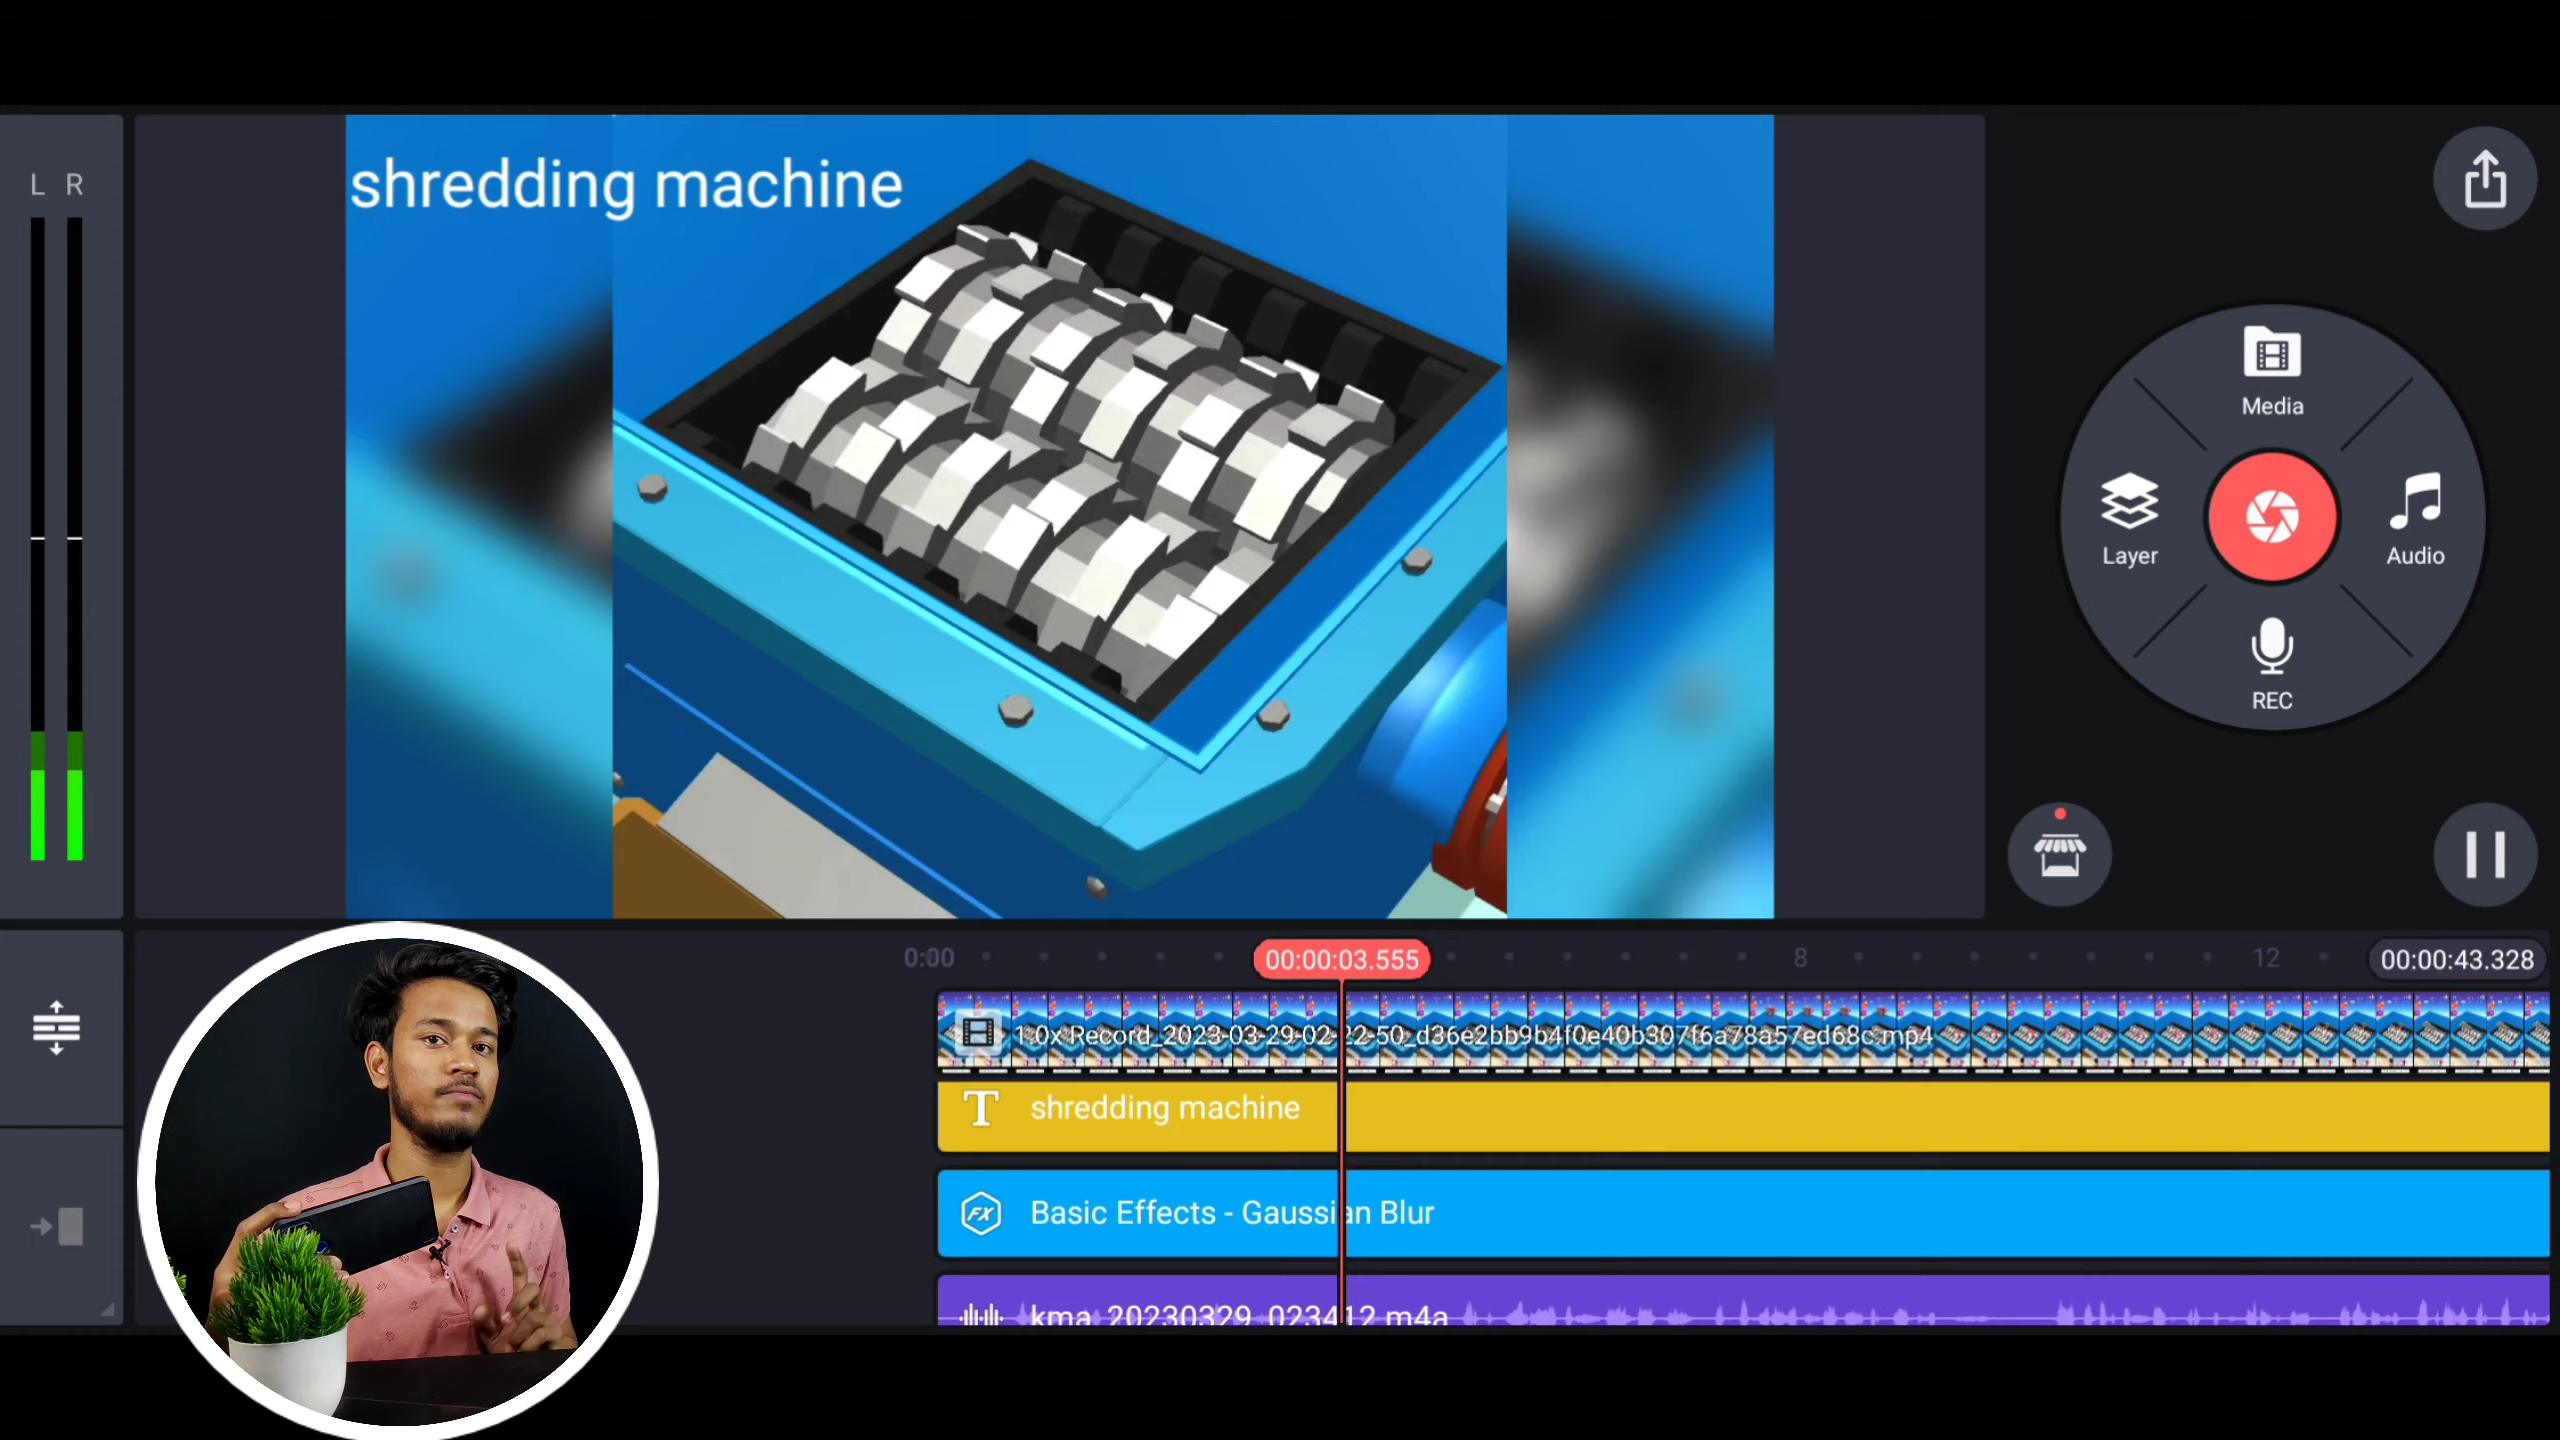 L R
shredding machine
Media
Layer
Audio
REC
0:00
00:00:03.555
8
12
00:00:43.328
1.0x Record_2023-03-29-02-22-50_d36e2bb9b4f0e40b307f6a78a57ed68c.mp4
T shredding machine
FX Basic Effects - Gaussian Blur
kma_20230329_023412.m4a